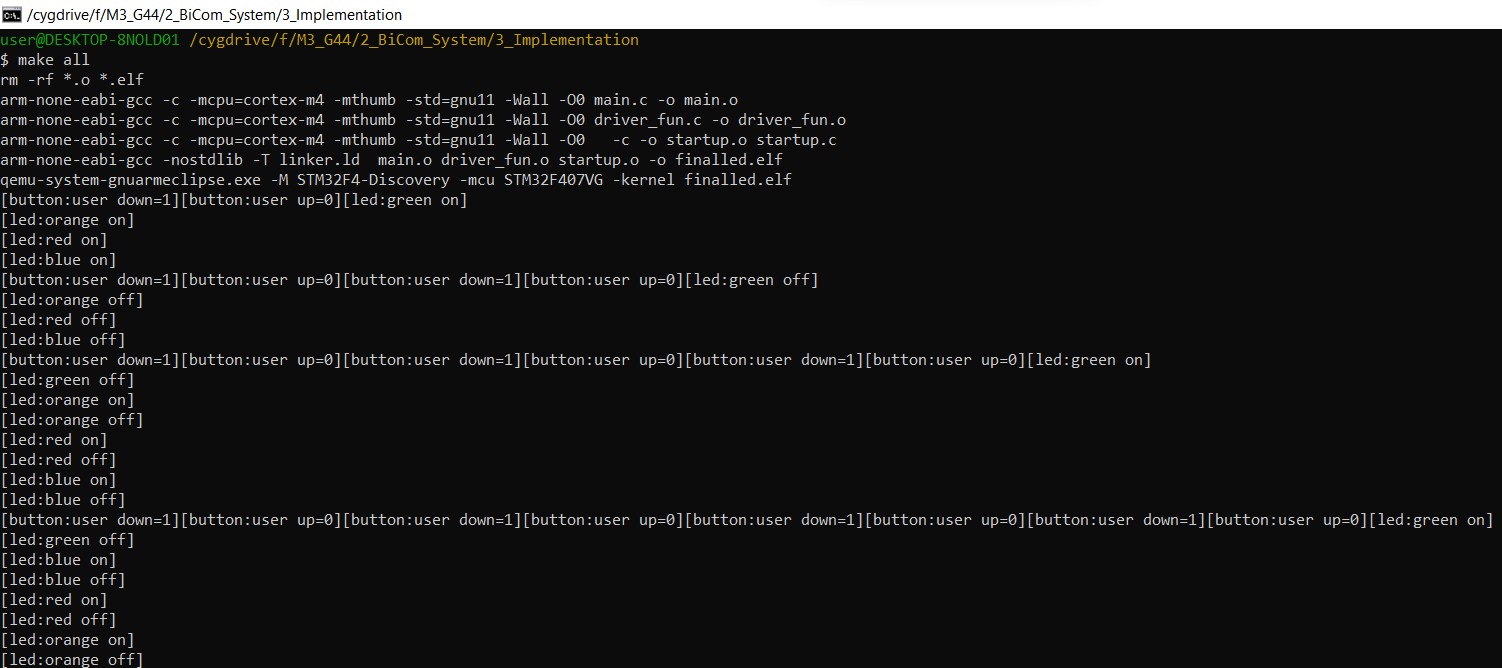 /cygdrive/f/M3_G44/2_BiCom_System/3_Implementation
user@DESKTOP-8NOLD01 /cygdrive/f/M3_G44/2_BiCom_System/3_Implementation
$ make all
rm -rf *.o *.elf
arm-none-eabi-gcc -c -mcpu=cortex-m4 -mthumb -std=gnu11 -Wall -O0 main.c -o main.o
arm-none-eabi-gcc -c -mcpu=cortex-m4 -mthumb -std=gnu11 -Wall -O0 driver_fun.c -o driver_fun.o
arm-none-eabi-gcc -c -mcpu=cortex-m4 -mthumb -std=gnu11 -Wall -O0   -c -o startup.o startup.c
arm-none-eabi-gcc -nostdlib -T linker.ld  main.o driver_fun.o startup.o -o finalled.elf
qemu-system-gnuarmeclipse.exe -M STM32F4-Discovery -mcu STM32F407VG -kernel finalled.elf
[button:user down=1][button:user up=0][led:green on]
[led:orange on]
[led:red on]
[led:blue on]
[button:user down=1][button:user up=0][button:user down=1][button:user up=0][led:green off]
[led:orange off]
[led:red off]
[led:blue off]
[button:user down=1][button:user up=0][button:user down=1][button:user up=0][button:user down=1][button:user up=0][led:green on]
[led:green off]
[led:orange on]
[led:orange off]
[led:red on]
[led:red off]
[led:blue on]
[led:blue off]
[button:user down=1][button:user up=0][button:user down=1][button:user up=0][button:user down=1][button:user up=0][button:user down=1][button:user up=0][led:green on]
[led:green off]
[led:blue on]
[led:blue off]
[led:red on]
[led:red off]
[led:orange on]
[led:orange off]